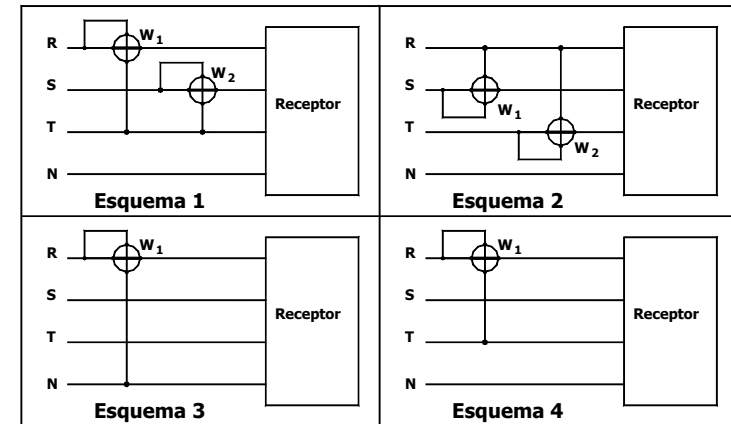 R W1
S W2
Receptor
T
N
Esquema 1
R
S
W1
Receptor
T
W2
N
Esquema 2
R W1
S
Receptor
T
N
Esquema 3
R W1
S
Receptor
T
N
Esquema 4